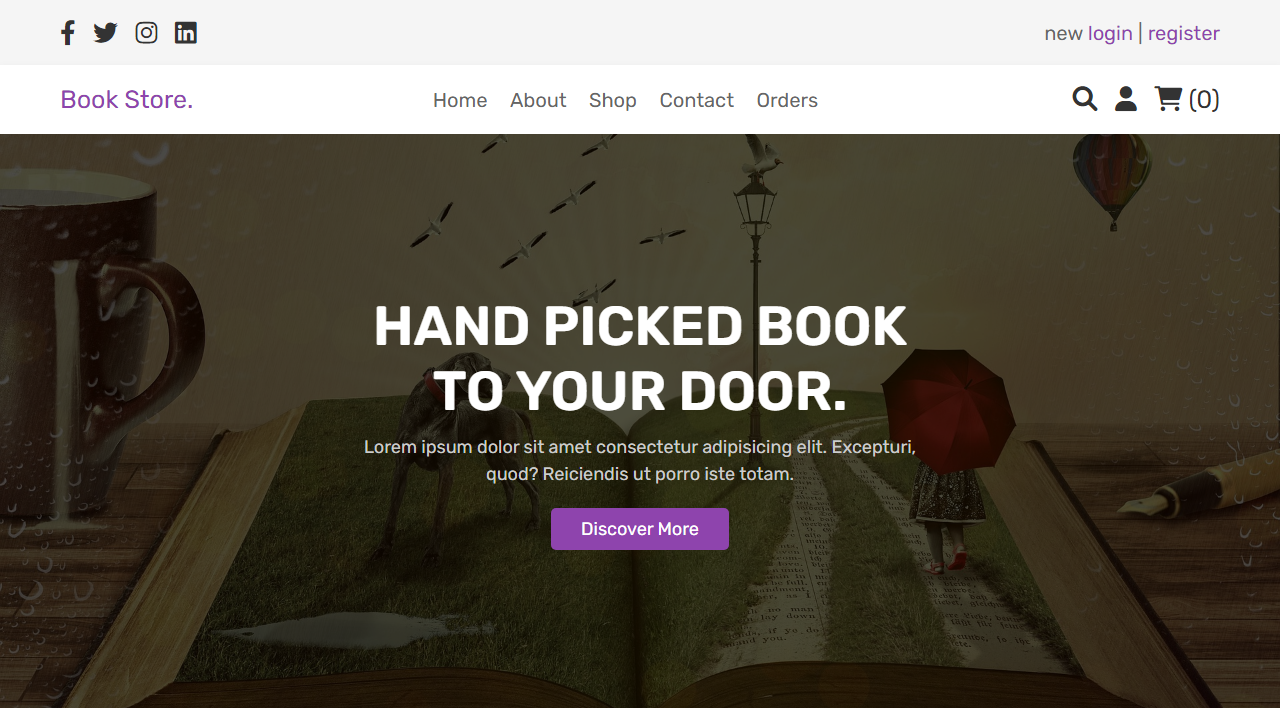 new login | register
Book Store.
Home About Shop Contact Orders
(0)
HAND PICKED BOOK
TO YOUR DOOR.
Lorem ipsum dolor sit amet consectetur adipisicing elit. Excepturi,
quod? Reiciendis ut porro iste totam.
Discover More